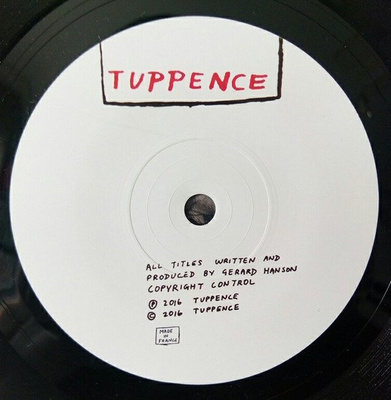 TUPPENCE
ALL TITLES WRITTEN AND
PRODUCED BY GERARD HANSON
COPYRIGHT CONTROL
℗ 2016 TUPPENCE
© 2016 TUPPENCE
MADE
IN
FRANCE